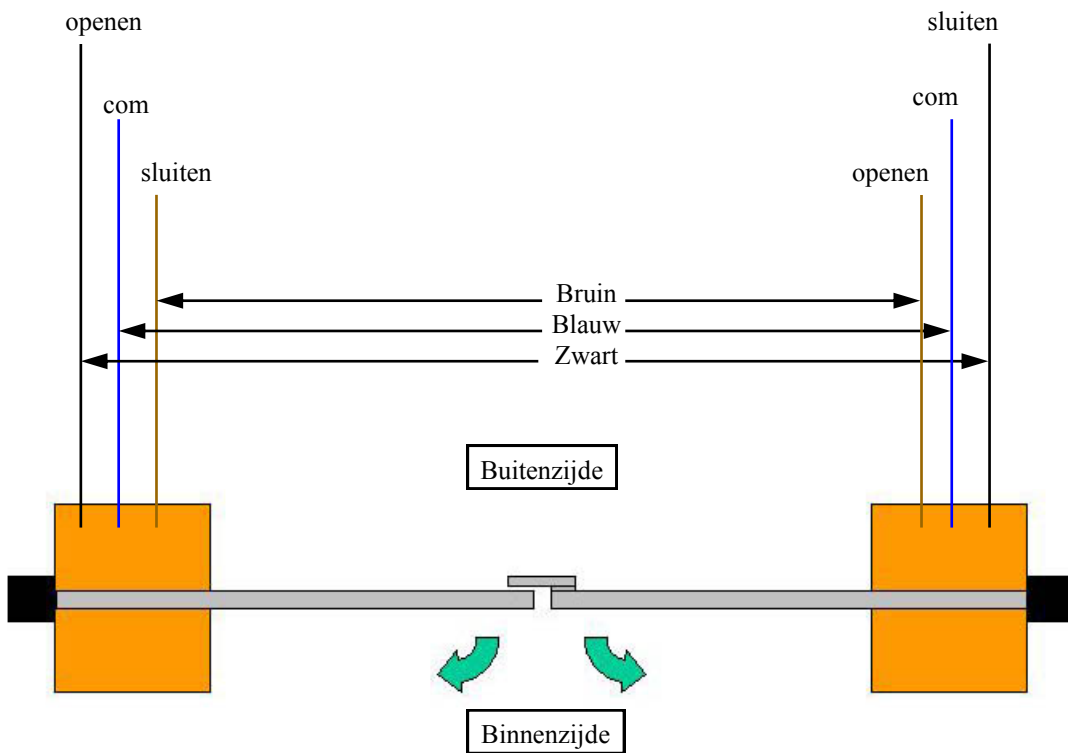 openen
sluiten
com
com
sluiten
openen
Bruin
Blauw
Zwart
Buitenzijde
Binnenzijde